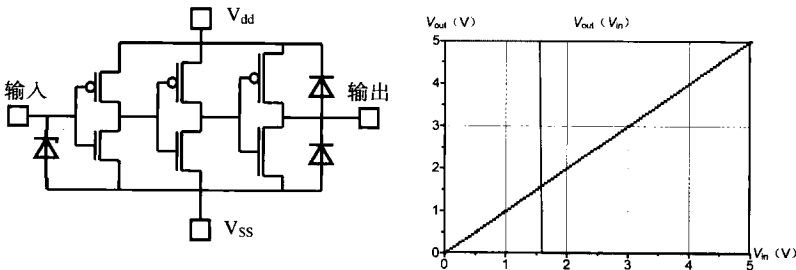 V_dd
输入
输出
V_SS
V_out (V)
V_out (V_in)
5
4
3
2
1
0
0
1
2
3
4
5
V_in (V)